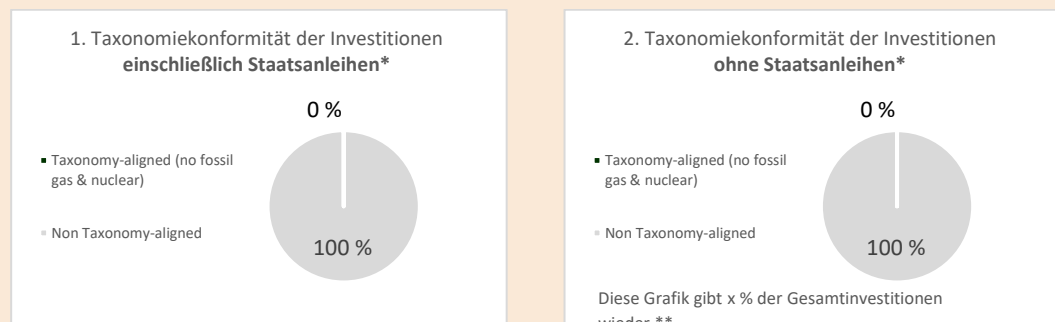 1. Taxonomiekonformität der Investitionen
einschließlich Staatsanleihen*
0 %
Taxonomy-aligned (no fossil
gas & nuclear)
Non Taxonomy-aligned
100 %
2. Taxonomiekonformität der Investitionen
ohne Staatsanleihen*
0 %
Taxonomy-aligned (no fossil
gas & nuclear)
Non Taxonomy-aligned
100 %
Diese Grafik gibt x % der Gesamtinvestitionen
wieder.**